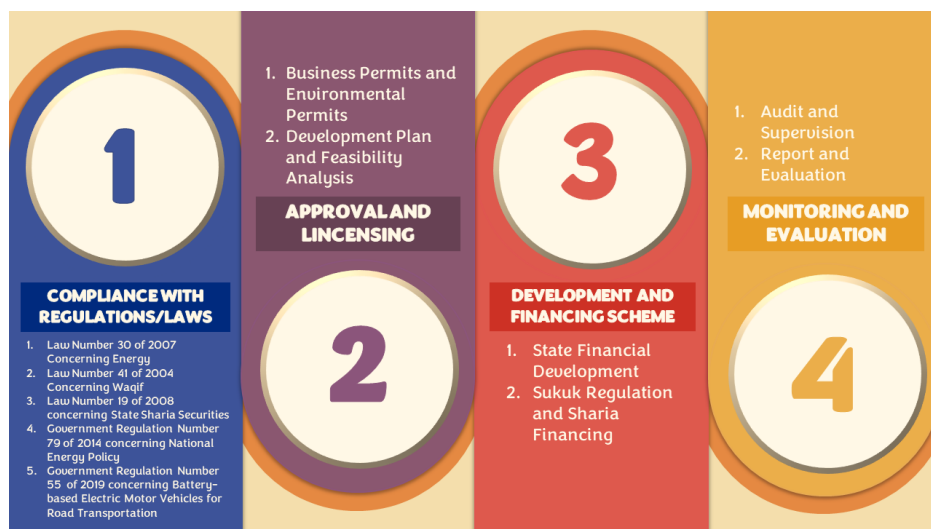 1
COMPLIANCE WITH
REGULATIONS/LAWS
1. Law Number 30 of 2007
Concerning Energy
2. Law Number 41 of 2004
Concerning Waqif
3. Law Number 19 of 2008
concerning State Sharia Securities
4. Government Regulation Number
79 of 2014 concerning National
Energy Policy
5. Government Regulation Number
55 of 2019 concerning Battery-
based Electric Motor Vehicles for
Road Transportation
1. Business Permits and
Environmental
Permits
2. Development Plan
and Feasibility
Analysis
APPROVAL AND
LINCENSING
2
3
DEVELOPMENT AND
FINANCING SCHEME
1. State Financial
Development
2. Sukuk Regulation
and Sharia
Financing
1. Audit and
Supervision
2. Report and
Evaluation
MONITORING AND
EVALUATION
4